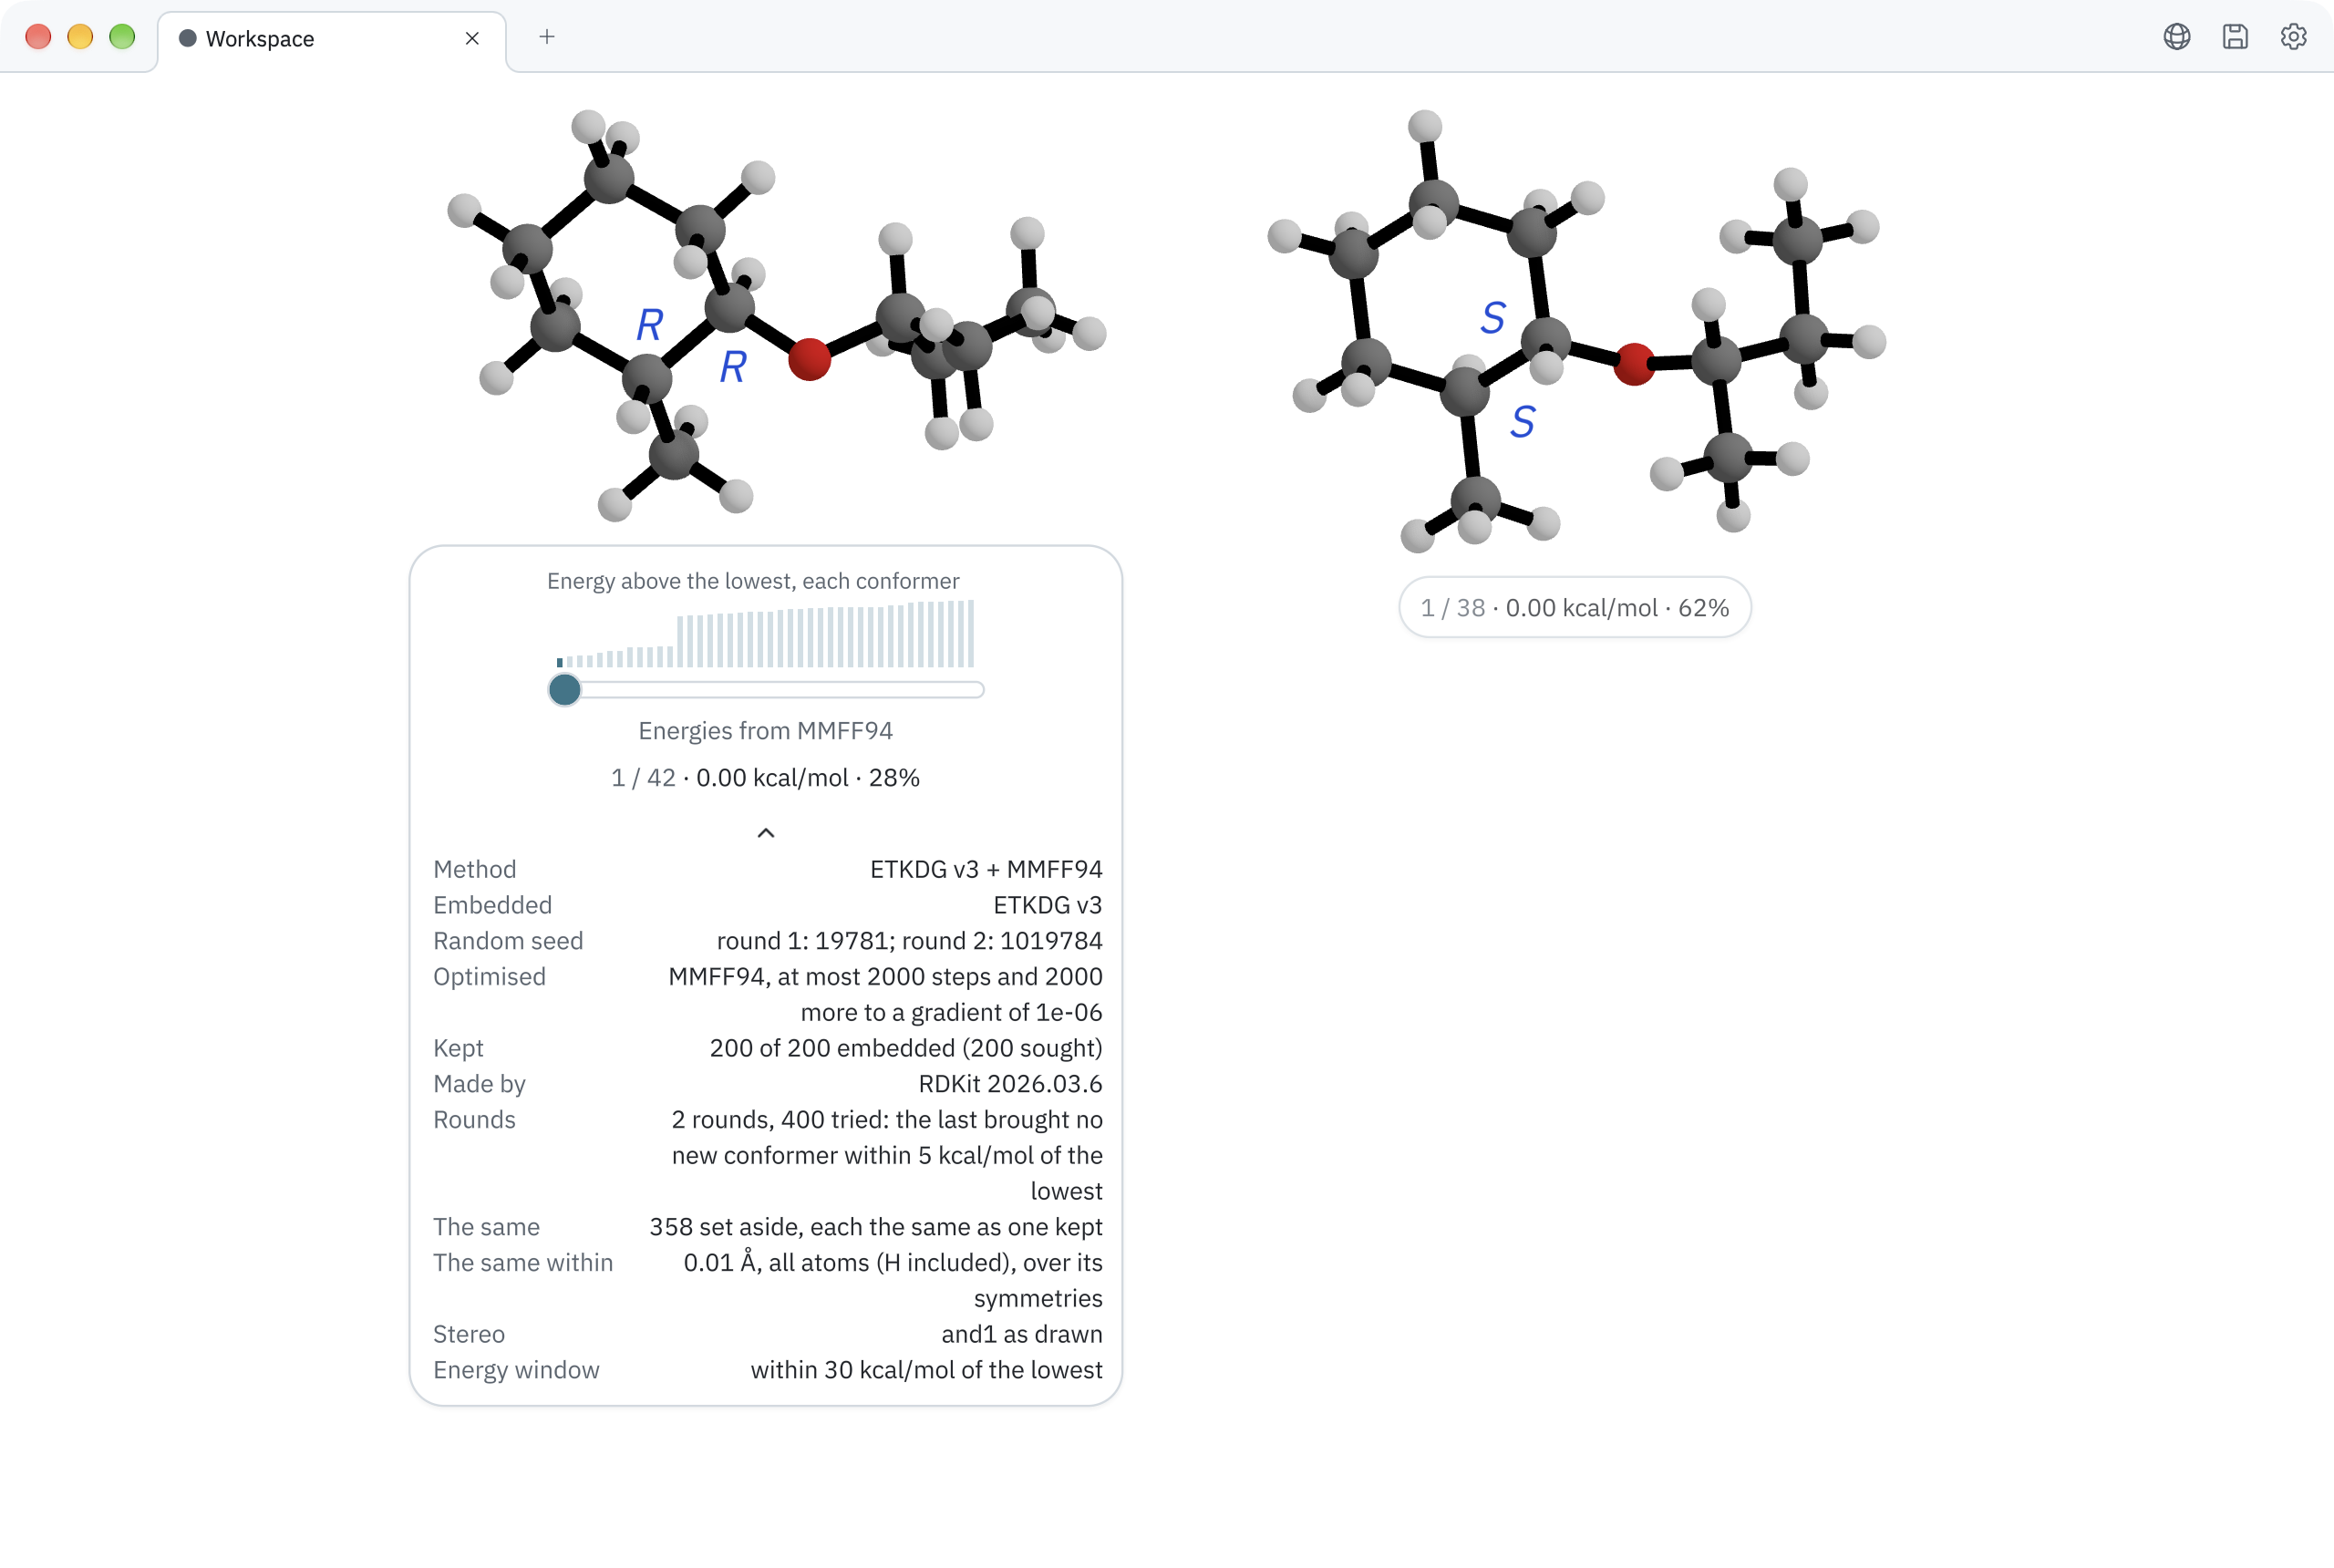 Workspace
R
R
S
S
Energy above the lowest, each conformer
Energies from MMFF94
1 / 42 · 0.00 kcal/mol · 28%
1 / 38 · 0.00 kcal/mol · 62%
Method ETKDG v3 + MMFF94
Embedded ETKDG v3
Random seed round 1: 19781; round 2: 1019784
Optimised MMFF94, at most 2000 steps and 2000
more to a gradient of 1e-06
Kept 200 of 200 embedded (200 sought)
Made by RDKit 2026.03.6
Rounds 2 rounds, 400 tried: the last brought no
new conformer within 5 kcal/mol of the
lowest
The same 358 set aside, each the same as one kept
The same within 0.01 Å, all atoms (H included), over its
symmetries
Stereo and1 as drawn
Energy window within 30 kcal/mol of the lowest